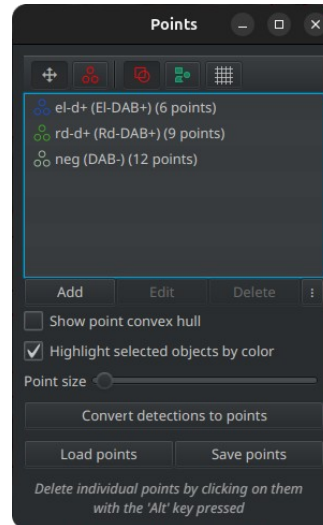 Points
el-d+ (El-DAB+) (6 points)
rd-d+ (Rd-DAB+) (9 points)
neg (DAB-) (12 points)
Add Edit Delete
Show point convex hull
Highlight selected objects by color
Point size
Convert detections to points
Load points Save points
Delete individual points by clicking on them
with the 'Alt' key pressed